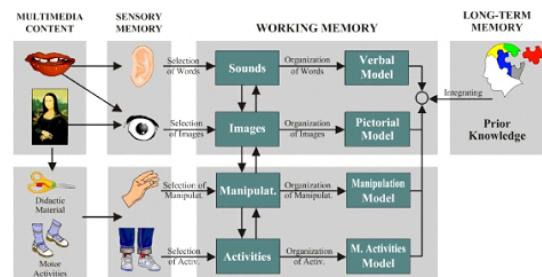 MULTIMEDIA
CONTENT
SENSORY
MEMORY
WORKING MEMORY
LONG-TERM
MEMORY
Selection
of Words
Sounds
Organization
of Words
Verbal
Model
Integrating
Selection
of Images
Images
Organization
of Images
Pictorial
Model
Prior
Knowledge
Didactic
Material
Motor
Activities
Selection of
Manipulat.
Manipulat.
Organization
of Manipulat.
Manipulation
Model
Selection
of Activ.
Activities
Organization
of Activ.
M. Activities
Model